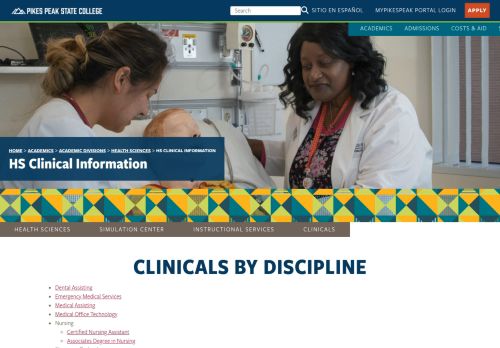 PIKES PEAK STATE COLLEGE
Search
SITIO EN ESPAÑOL
MYPIKESPEAK PORTAL LOGIN
APPLY
ACADEMICS
ADMISSIONS
COSTS & AID
HOME > ACADEMICS > ACADEMIC DIVISIONS > HEALTH SCIENCES > HS CLINICAL INFORMATION
HS Clinical Information
HEALTH SCIENCES
SIMULATION CENTER
INSTRUCTIONAL SERVICES
CLINICALS
CLINICALS BY DISCIPLINE
Dental Assisting
Emergency Medical Services
Medical Assisting
Medical Office Technology
Nursing
Certified Nursing Assistant
Associates Degree in Nursing